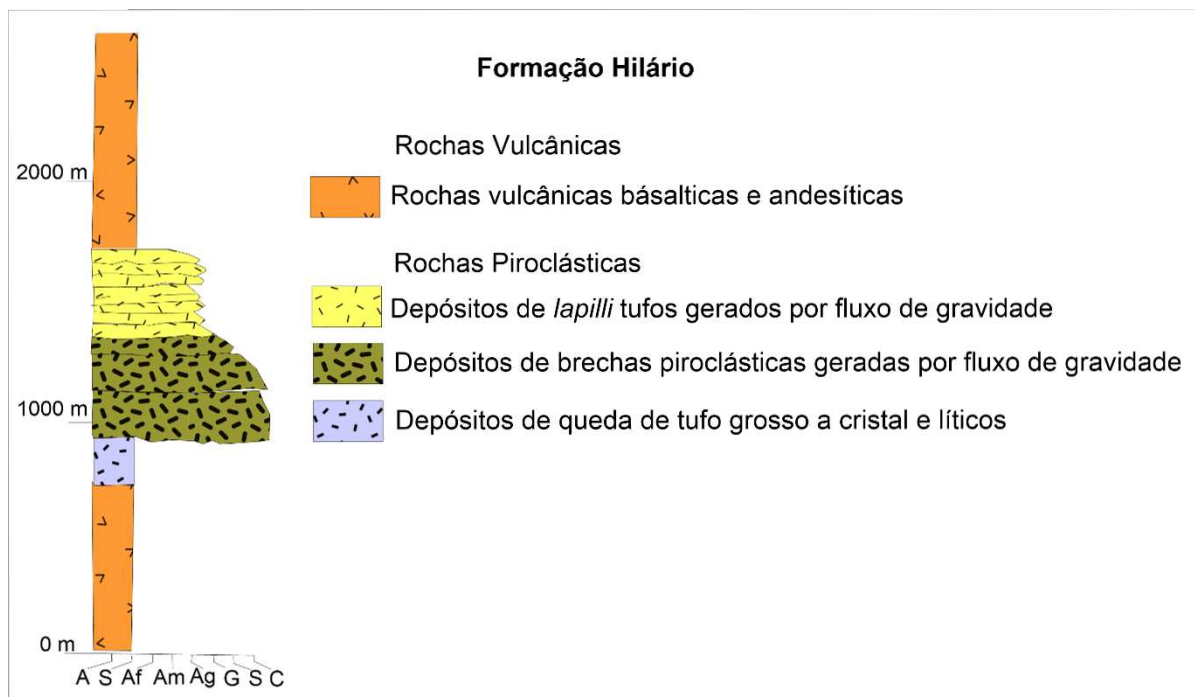 Formação Hilário
Rochas Vulcânicas
2000 m
Rochas vulcânicas básalticas e andesíticas
Rochas Piroclásticas
Depósitos de lapilli tufos gerados por fluxo de gravidade
Depósitos de brechas piroclásticas geradas por fluxo de gravidade
1000 m
Depósitos de queda de tufo grosso a cristal e líticos
0 m
A S Af Am Ag G S C